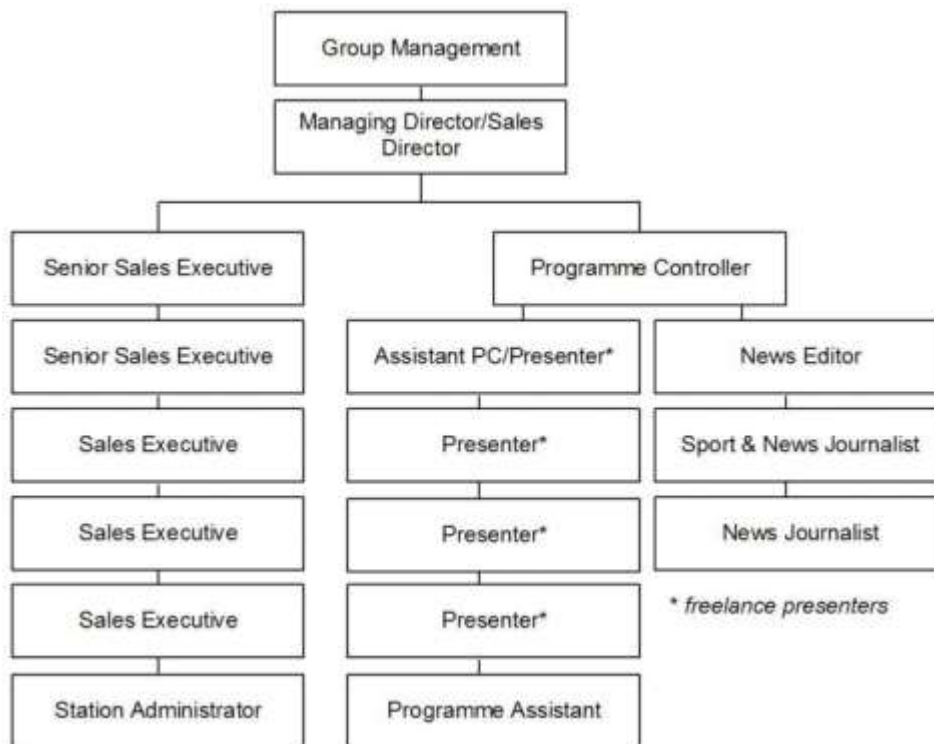 Group Management
Managing Director/Sales
Director
Senior Sales Executive
Programme Controller
Senior Sales Executive
Assistant PC/Presenter*
News Editor
Sales Executive
Presenter*
Sport & News Journalist
Sales Executive
Presenter*
News Journalist
Sales Executive
Presenter*
* freelance presenters
Station Administrator
Programme Assistant